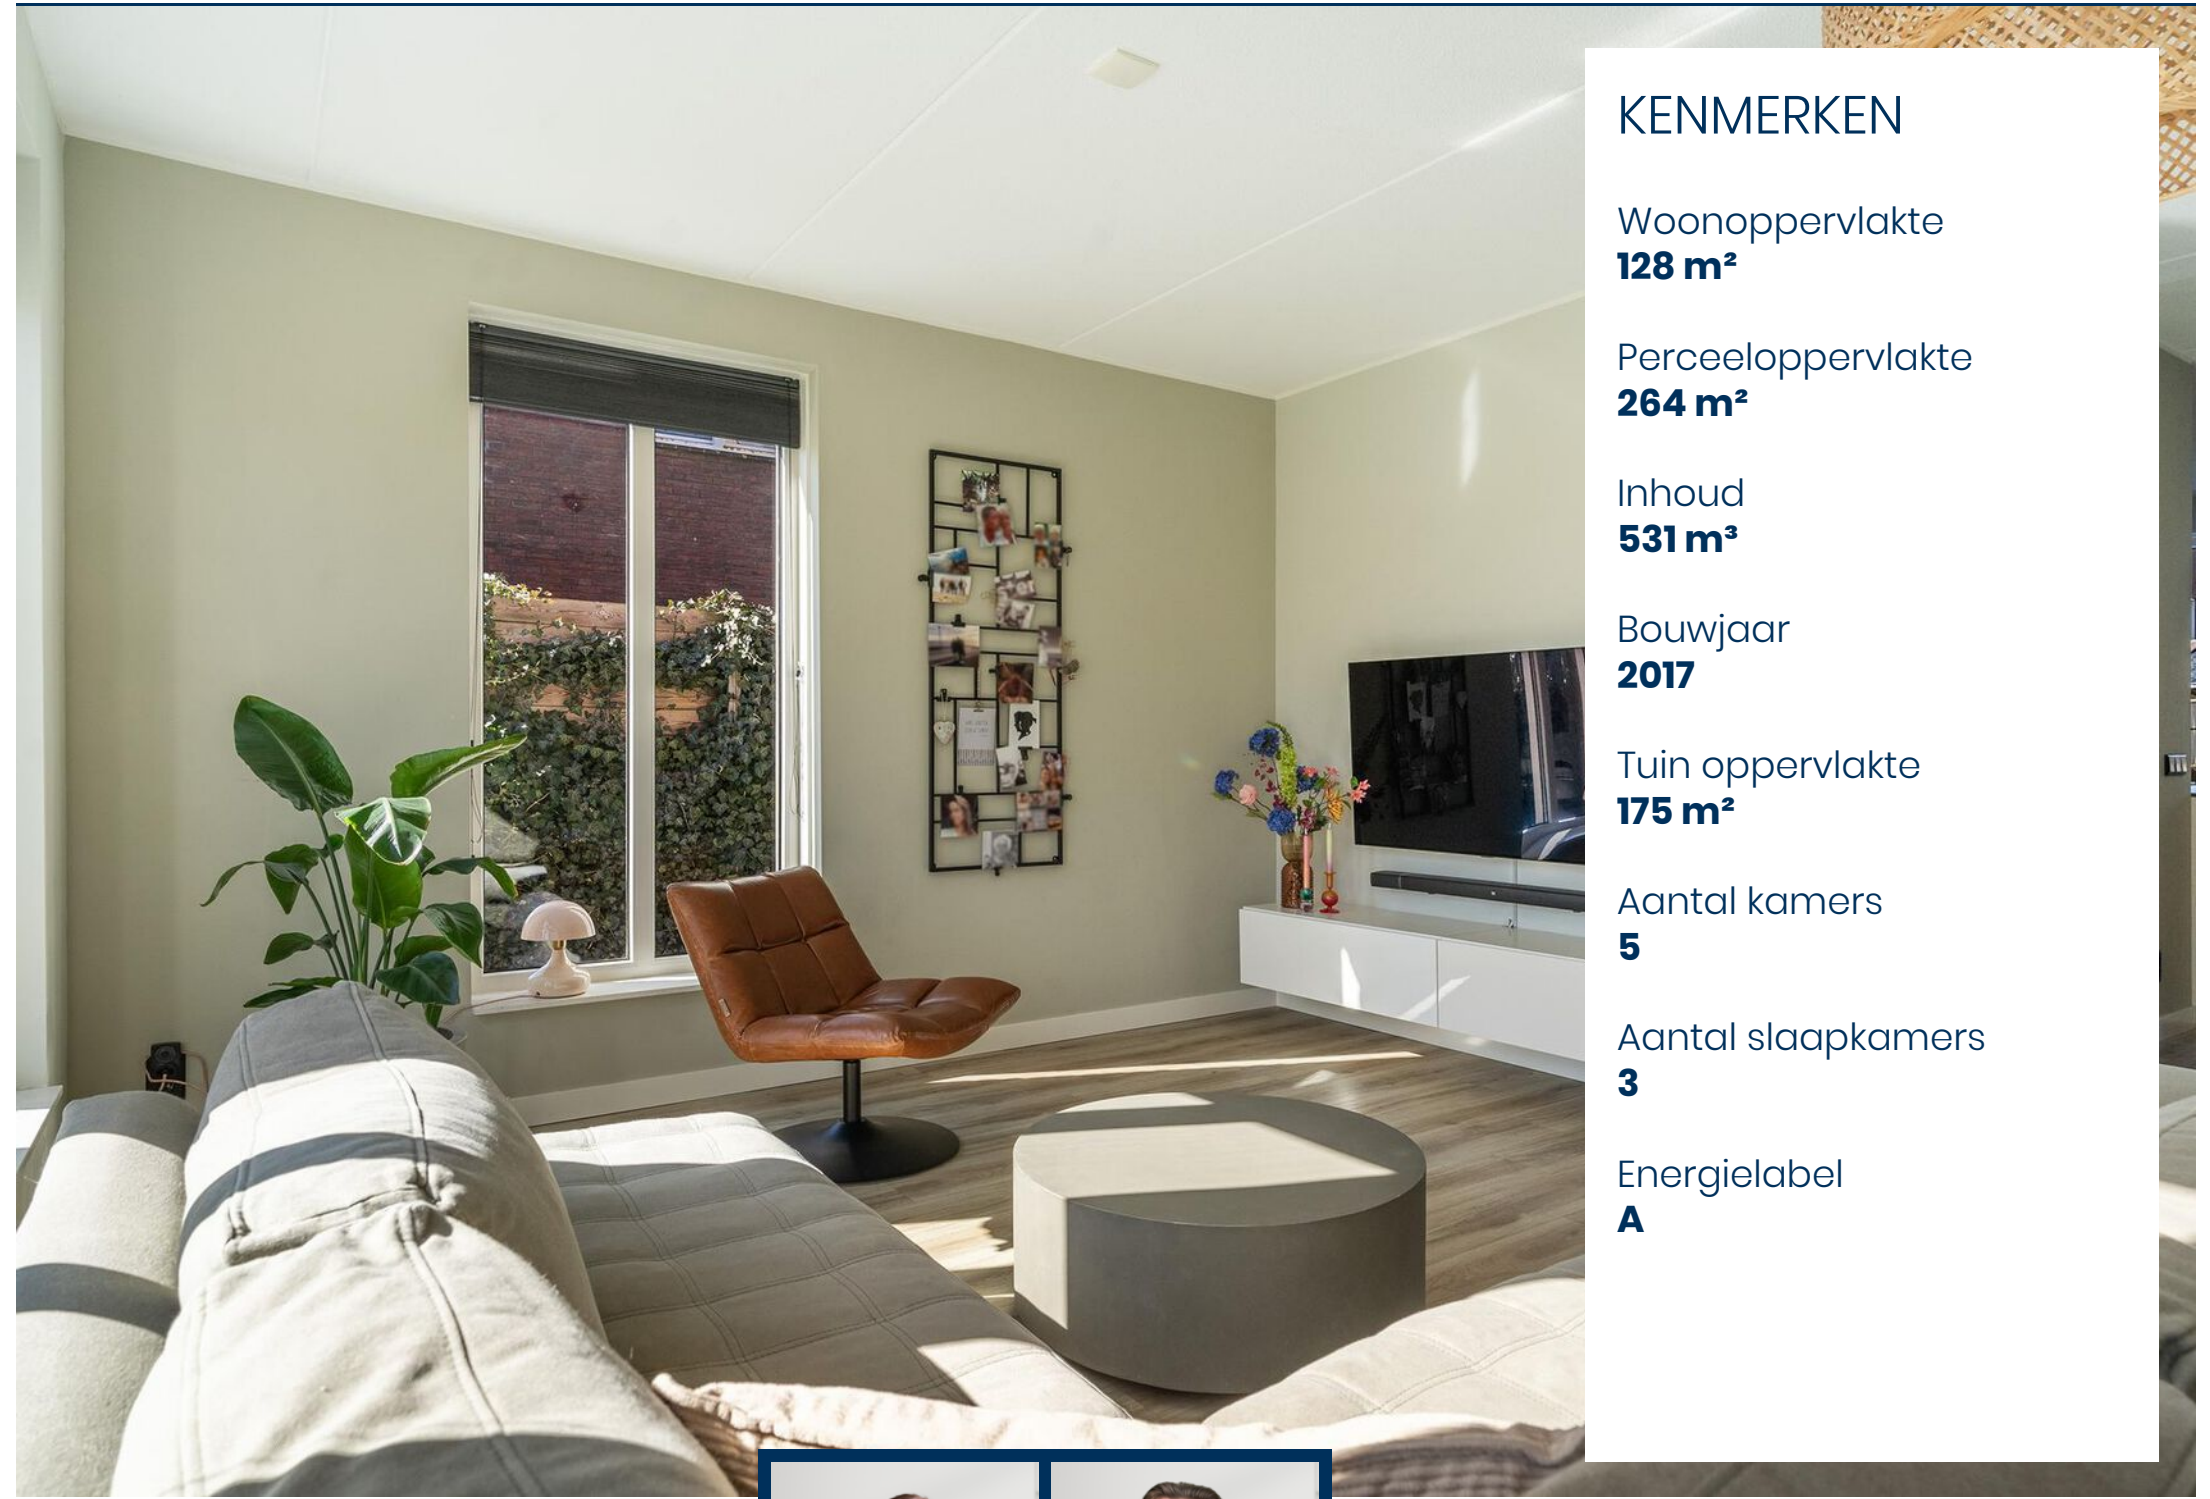 KENMERKEN
Woonoppervlakte
128 m²
Perceeloppervlakte
264 m²
Inhoud
531 m³
Bouwjaar
2017
Tuin oppervlakte
175 m²
Aantal kamers
5
Aantal slaapkamers
3
Energielabel
A